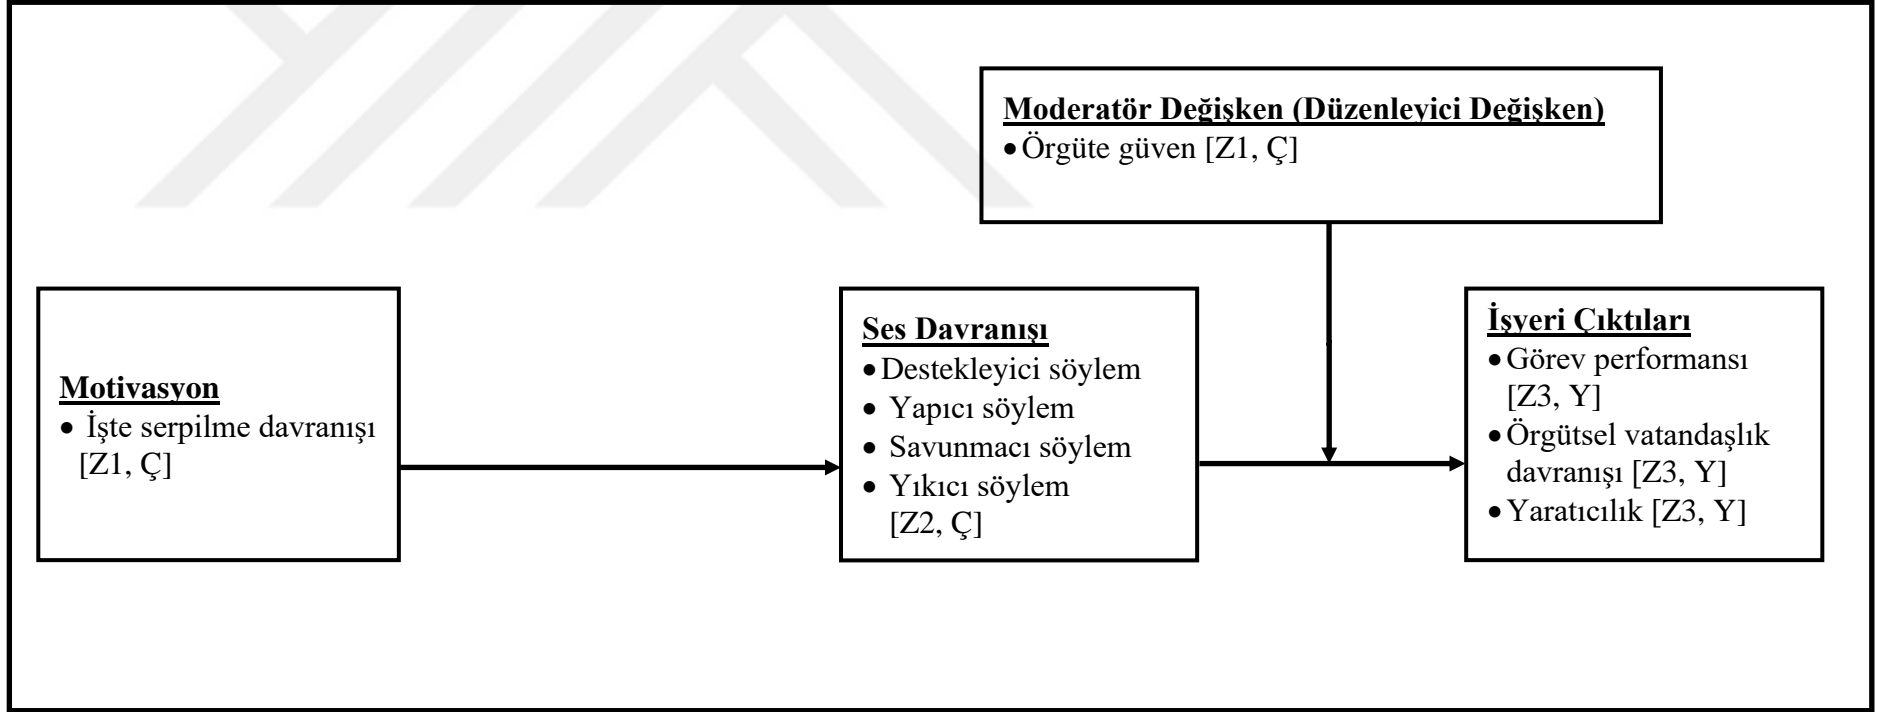 Moderatör Değişken (Düzenleyici Değişken)
• Örgüte güven [Z1, Ç]
Motivasyon
• İşte serpilme davranışı
[Z1, Ç]
Ses Davranışı
• Destekleyici söylem
• Yapıcı söylem
• Savunmacı söylem
• Yıkıcı söylem
[Z2, Ç]
İşyeri Çıktıları
• Görev performansı
[Z3, Y]
• Örgütsel vatandaşlık
davranışı [Z3, Y]
• Yaratıcılık [Z3, Y]